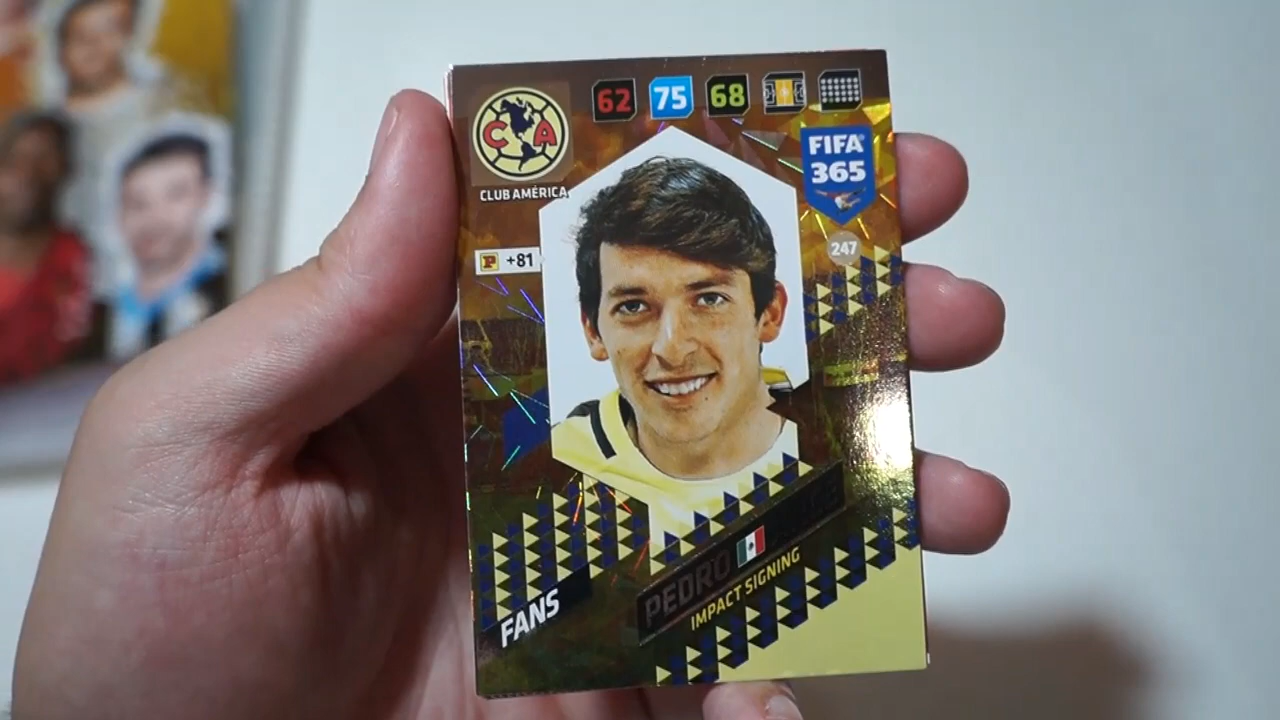 62 75 68
C A
CLUB AMÉRICA
FIFA
365
247
P +81
PEDRO
IMPACT SIGNING
FANS